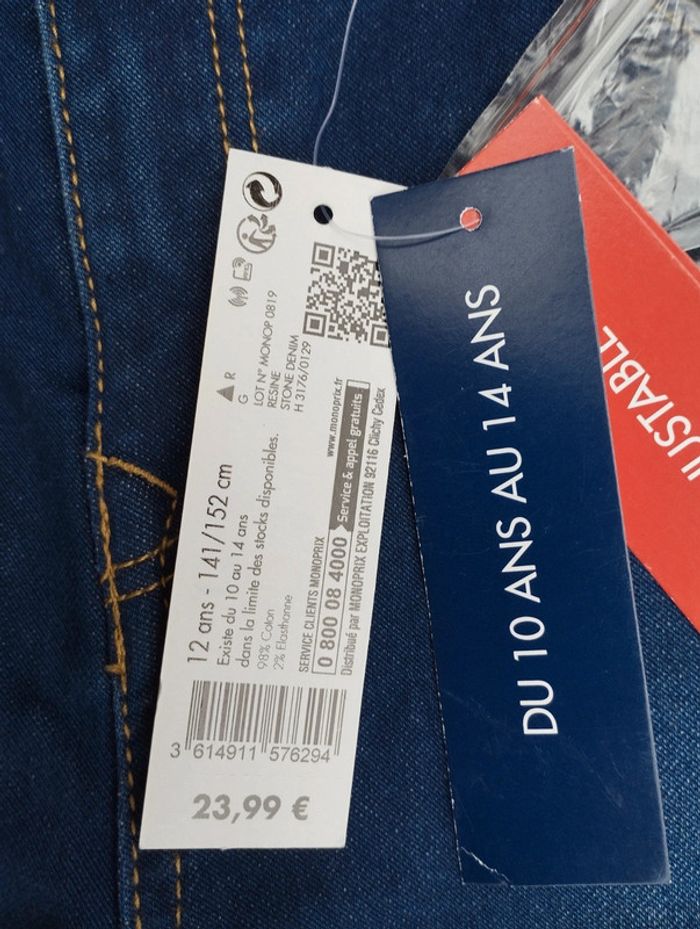 R
G
LOT N° MONOP 0819
RESINE
STONE DENIM
H 3176/0129
12 ans - 141/152 cm
Existe du 10 au 14 ans
dans la limite des stocks disponibles.
98% Coton
2% Elasthanne
www.monoprix.fr
SERVICE CLIENTS MONOPRIX
0 800 08 4000 Service & appel gratuits
Distribué par MONOPRIX EXPLOITATION 92116 Clichy Cedex
3 614911 576294
23,99 €
DU 10 ANS AU 14 ANS
USTABLE